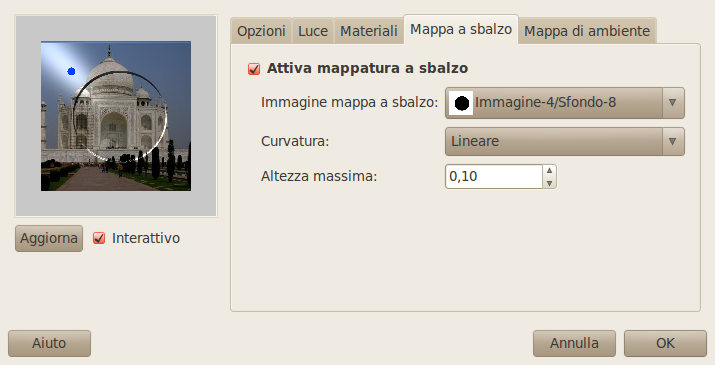 Opzioni Luce Materiali Mappa a sbalzo Mappa di ambiente
Attiva mappatura a sbalzo
Immagine mappa a sbalzo: Immagine-4/Sfondo-8
Curvatura: Lineare
Altezza massima: 0,10
Aggiorna Interattivo
Aiuto Annulla OK